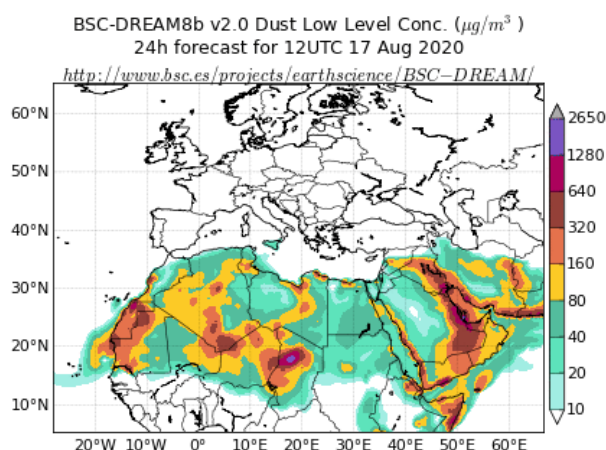 BSC-DREAM8b v2.0 Dust Low Level Conc. (μg/m³ )
24h forecast for 12UTC 17 Aug 2020
http://www.bsc.es/projects/earthscience/BSC−DREAM/
60°N
50°N
40°N
30°N
20°N
10°N
20°W
10°W
0°
10°E
20°E
30°E
40°E
50°E
60°E
2650
1280
640
320
160
80
40
20
10